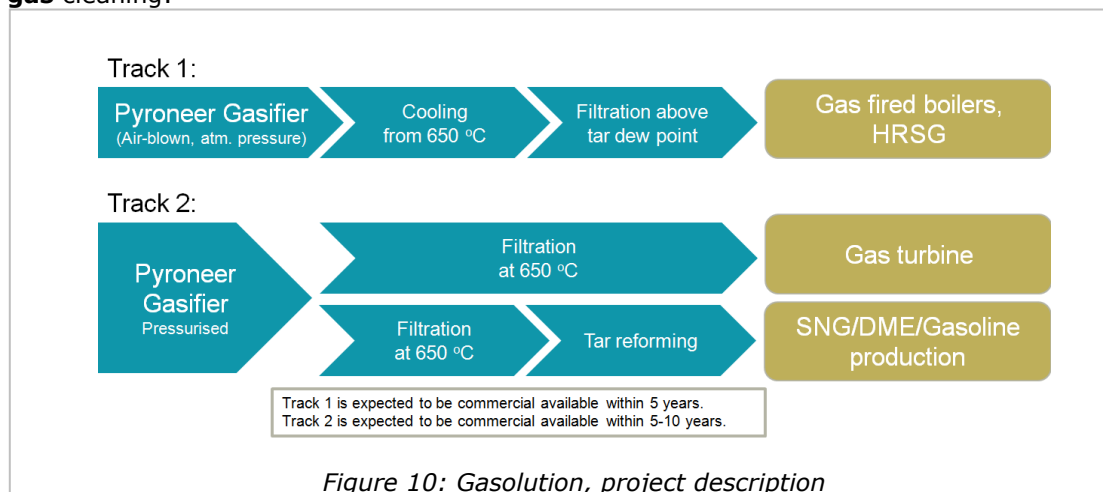 gas cleaning.
Track 1:
Pyroneer Gasifier
(Air-blown, atm. pressure)
Cooling
from 650 °C
Filtration above
tar dew point
Gas fired boilers,
HRSG
Track 2:
Pyroneer
Gasifier
Pressurised
Filtration
at 650 °C
Gas turbine
Filtration
at 650 °C
Tar reforming
SNG/DME/Gasoline
production
Track 1 is expected to be commercial available within 5 years.
Track 2 is expected to be commercial available within 5-10 years.
Figure 10: Gasolution, project description